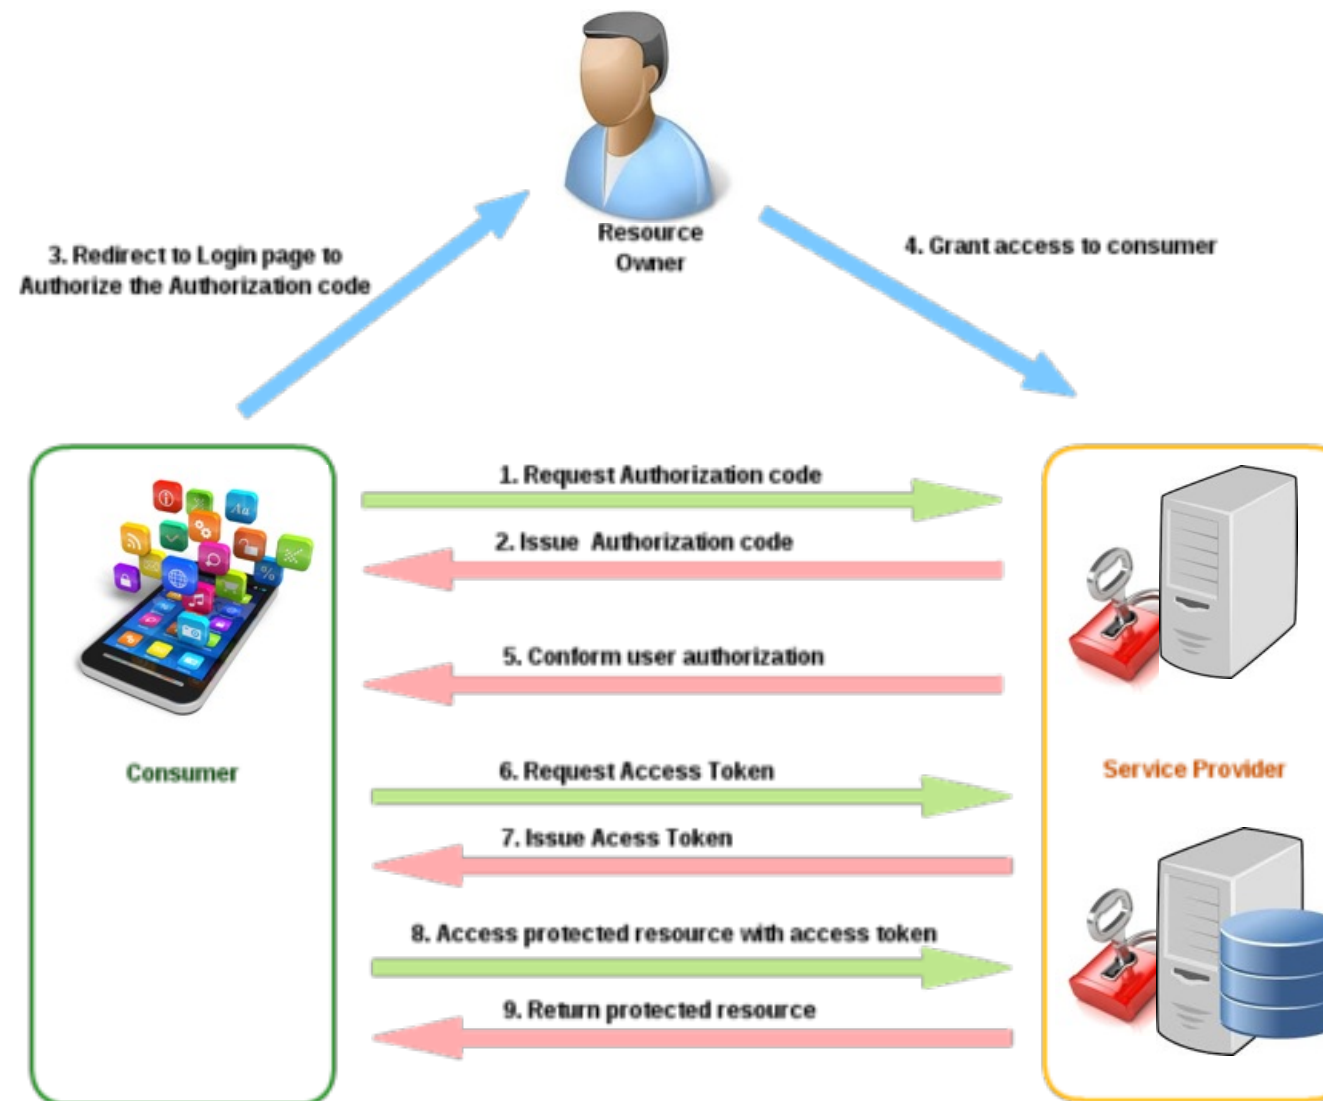 Resource
Owner
3. Redirect to Login page to
Authorize the Authorization code
4. Grant access to consumer
1. Request Authorization code
2. Issue Authorization code
5. Conform user authorization
Consumer
6. Request Access Token
Service Provider
7. Issue Acess Token
8. Access protected resource with access token
9. Return protected resource